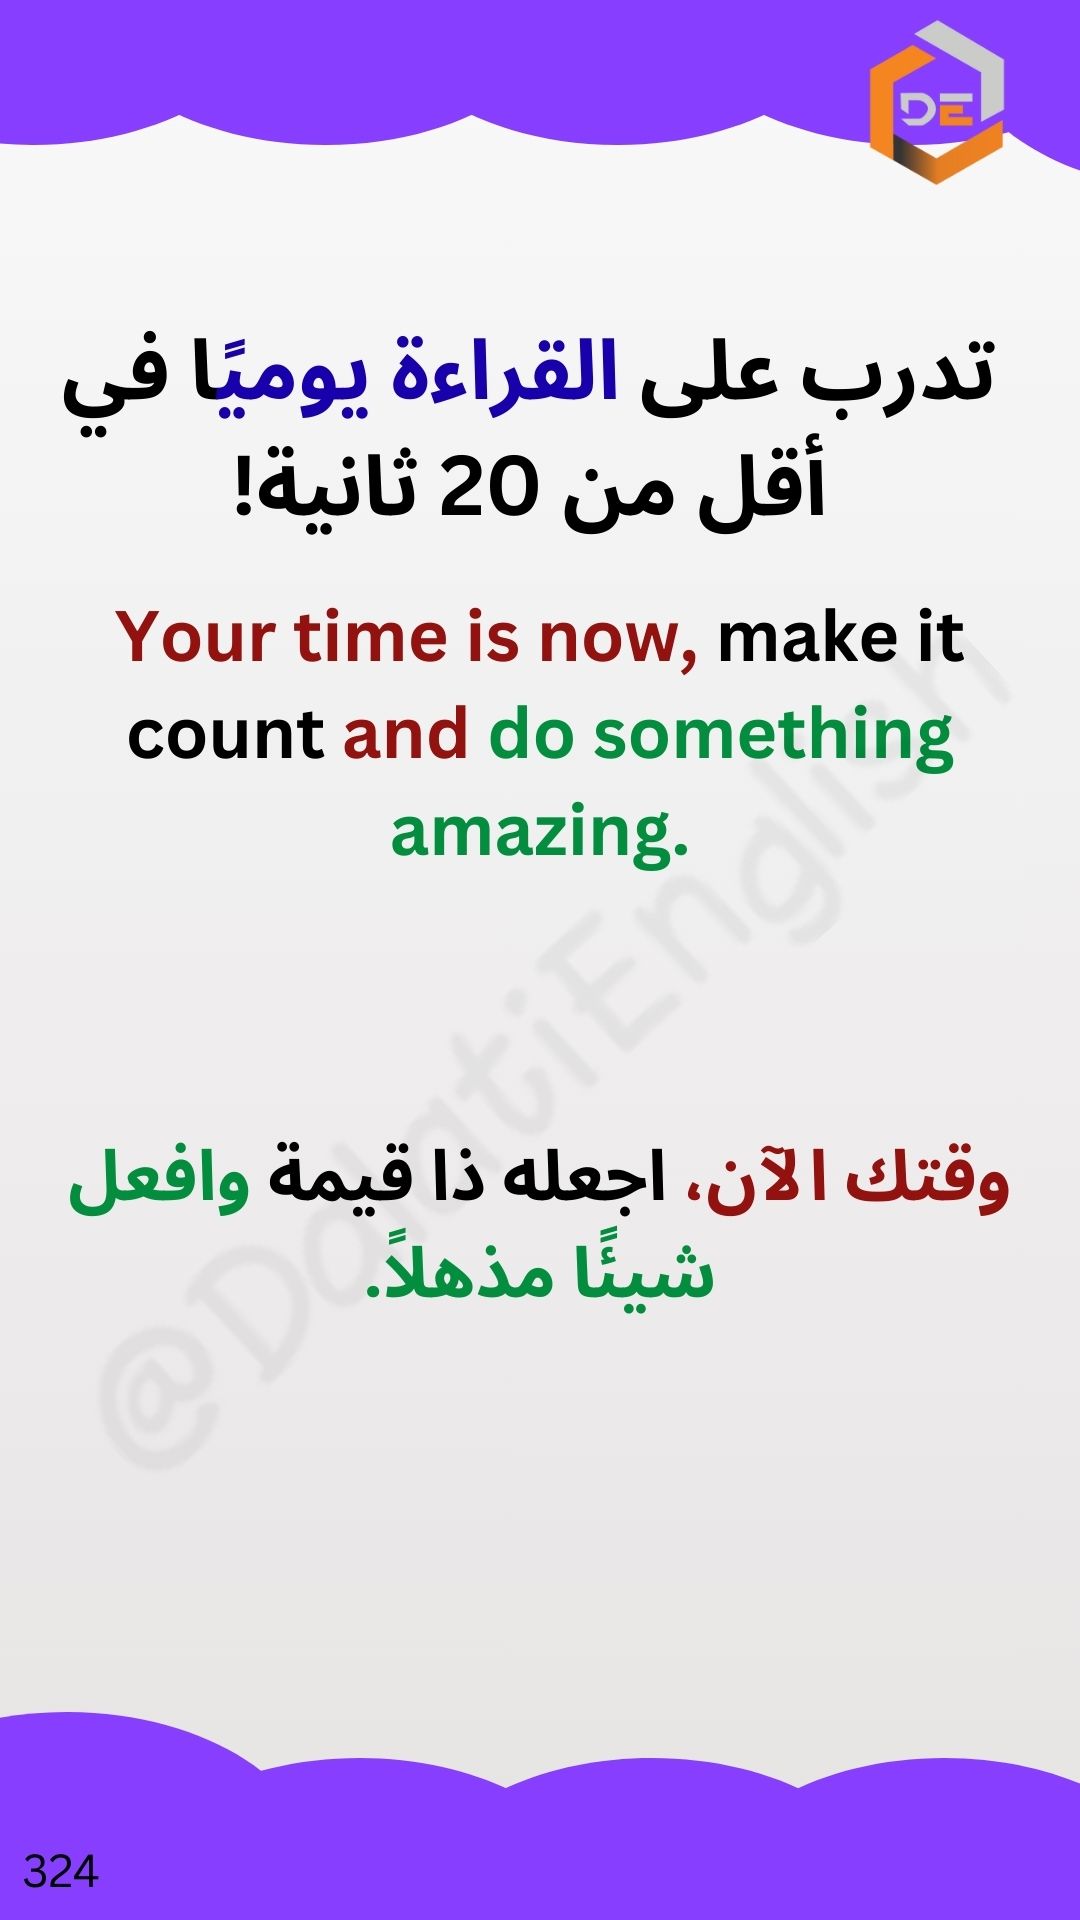 DE
تدرب على القراءة يوميًا في
أقل من 20 ثانية!
Your time is now, make it
count and do something
amazing.
@DalatiEnglish
وقتك الآن، اجعله ذا قيمة وافعل
شيئًا مذهلاً.
324